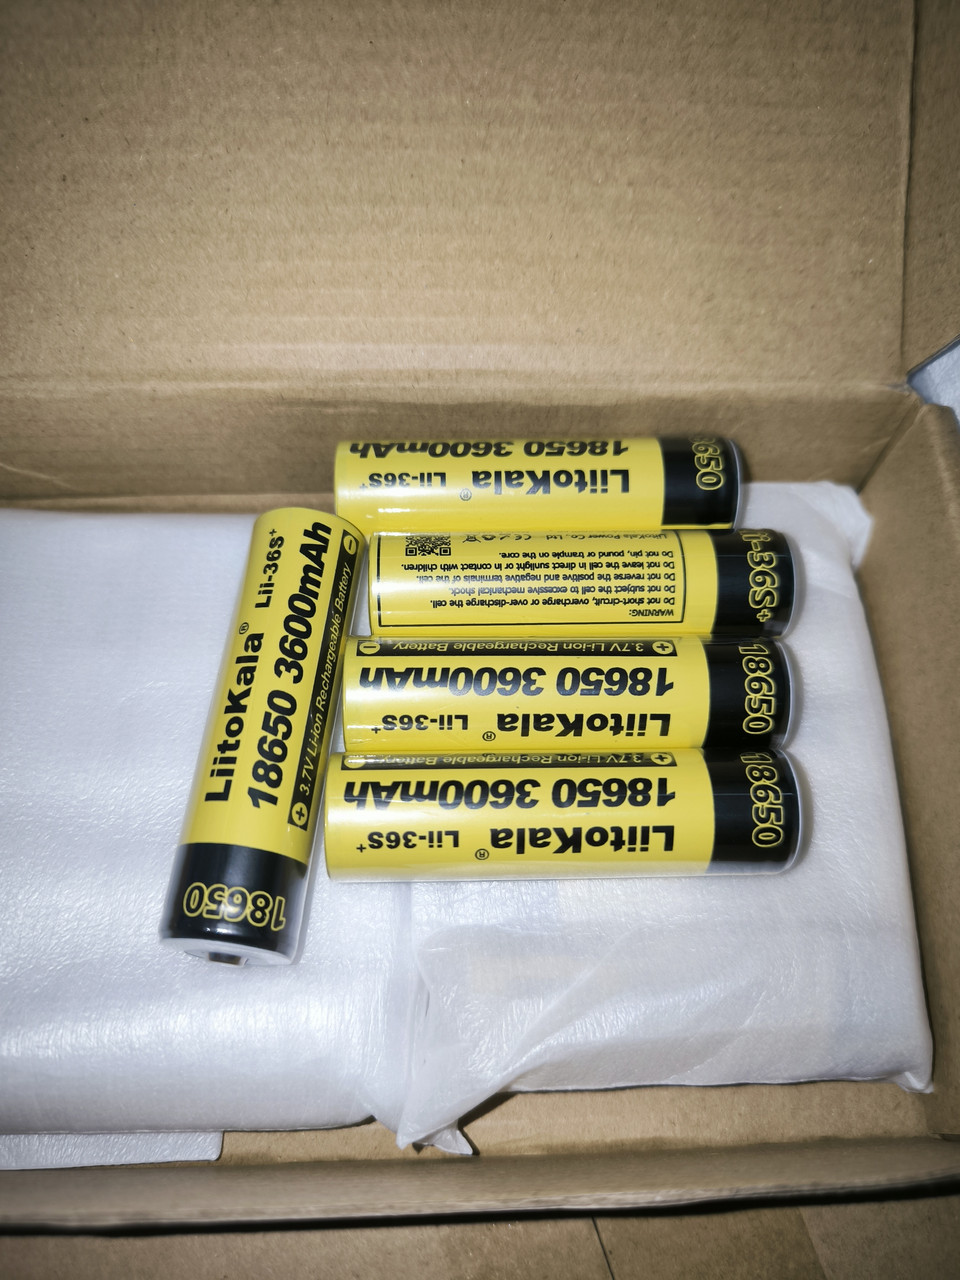 LiitoKala® Lii-36s⁺
18650 3600mAh
⊕ 3.7V Li-ion Rechargeable Battery ⊖
18650
LiitoKala® Lii-36s⁺
18650 3600mAh
WARNING:
Do not short-circuit, overcharge or over-discharge the cell.
Do not subject the cell to excessive mechanical shock.
Do not reverse the positive and negative terminals of the cell.
Do not leave the cell in direct sunlight or in contact with children.
Do not pin, pound or trample on the core.
LiitoKala Power Co., Ltd CE
LiitoKala® Lii-36s⁺
18650 3600mAh
⊕ 3.7V Li-ion Rechargeable Battery ⊖
18650
LiitoKala® Lii-36s⁺
18650 3600mAh
⊕ 3.7V Li-ion Rechargeable Battery
18650